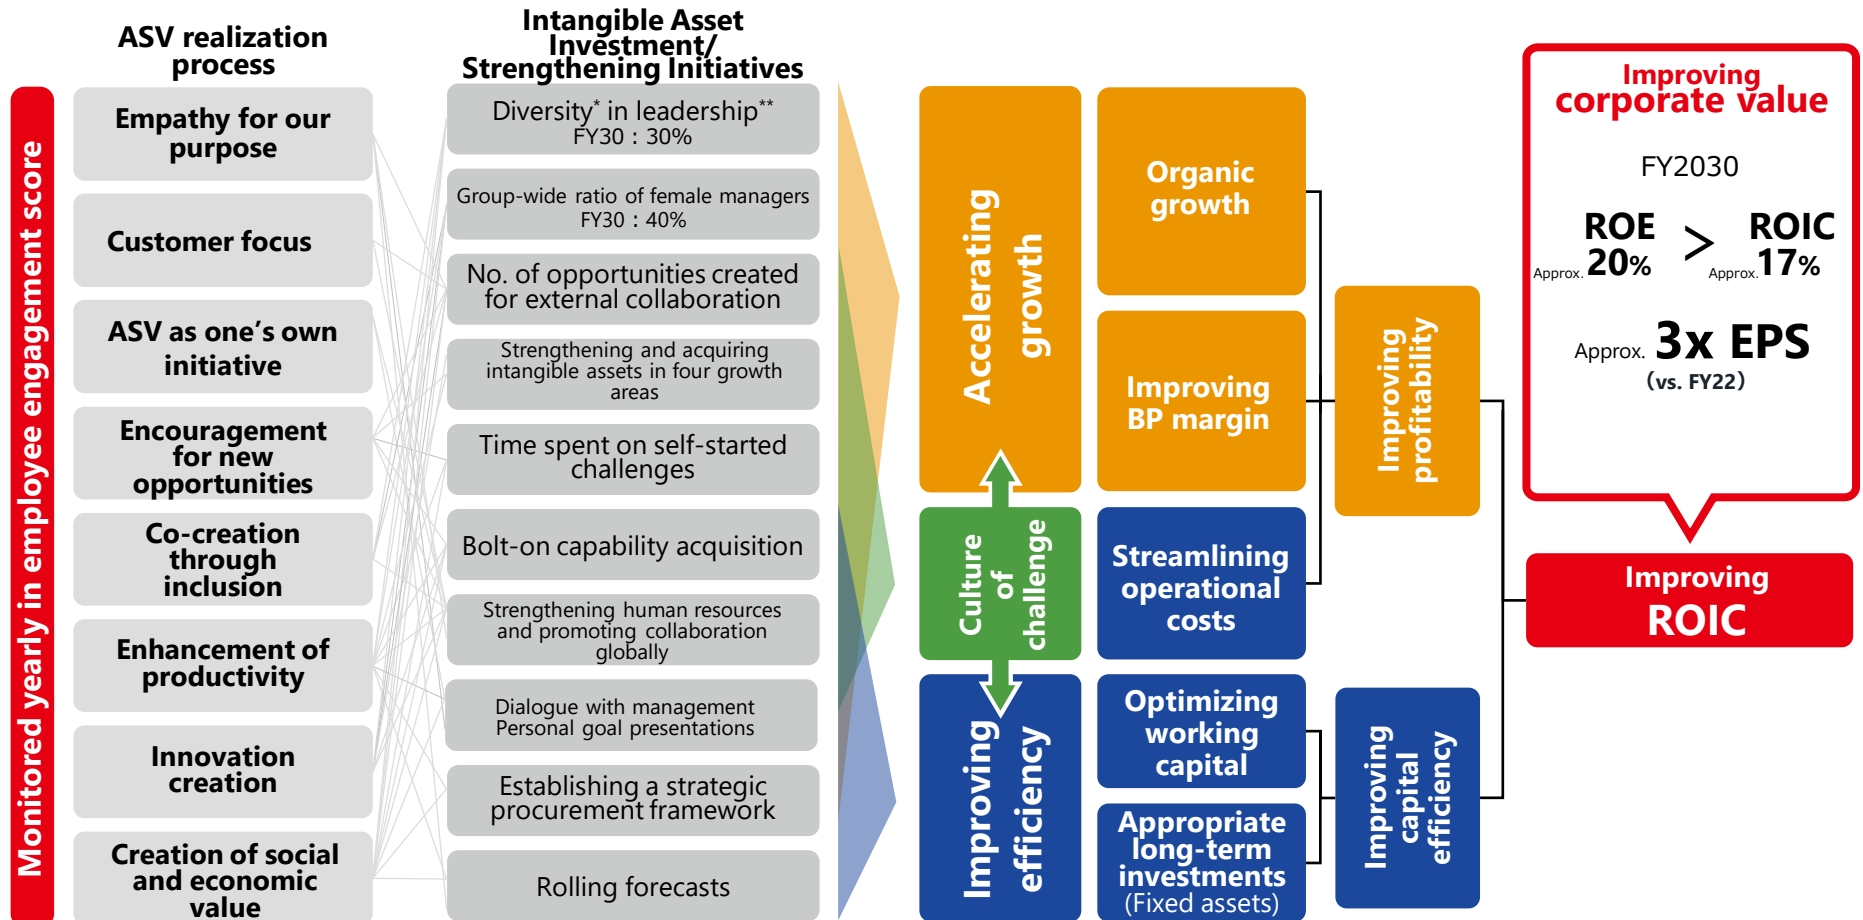 ASV realization
process
Intangible Asset
Investment/
Strengthening Initiatives
Monitored yearly in employee engagement score
Empathy for our
purpose
Customer focus
ASV as one's own
initiative
Encouragement
for new
opportunities
Co-creation
through
inclusion
Enhancement of
productivity
Innovation
creation
Creation of social
and economic
value
Diversity* in leadership**
FY30 : 30%
Group-wide ratio of female managers
FY30 : 40%
No. of opportunities created
for external collaboration
Strengthening and acquiring
intangible assets in four growth
areas
Time spent on self-started
challenges
Bolt-on capability acquisition
Strengthening human resources
and promoting collaboration
globally
Dialogue with management
Personal goal presentations
Establishing a strategic
procurement framework
Rolling forecasts
Accelerating
growth
Culture
of
challenge
Improving
efficiency
Organic
growth
Improving
BP margin
Streamlining
operational
costs
Optimizing
working
capital
Appropriate
long-term
investments
(Fixed assets)
Improving
profitability
Improving
capital
efficiency
Improving
corporate value
FY2030
ROE > ROIC
Approx. 20% Approx. 17%
Approx. 3x EPS
(vs. FY22)
Improving
ROIC